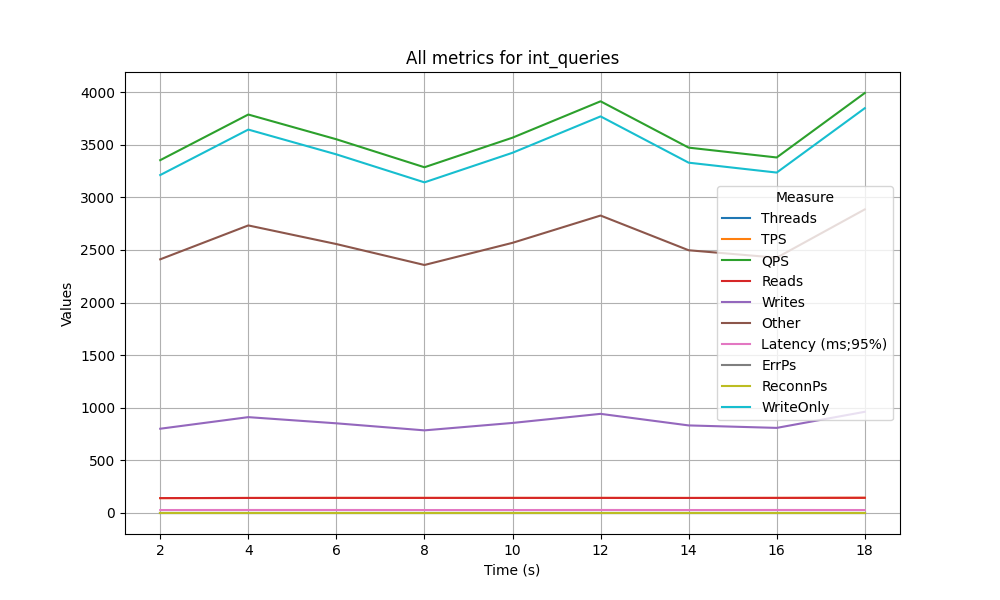 All metrics for int_queries
4000
3500
3000
2500
2000
1500
1000
500
0
Values
2 4 6 8 10 12 14 16 18
Time (s)
Measure
Threads
TPS
QPS
Reads
Writes
Other
Latency (ms;95%)
ErrPs
ReconnPs
WriteOnly